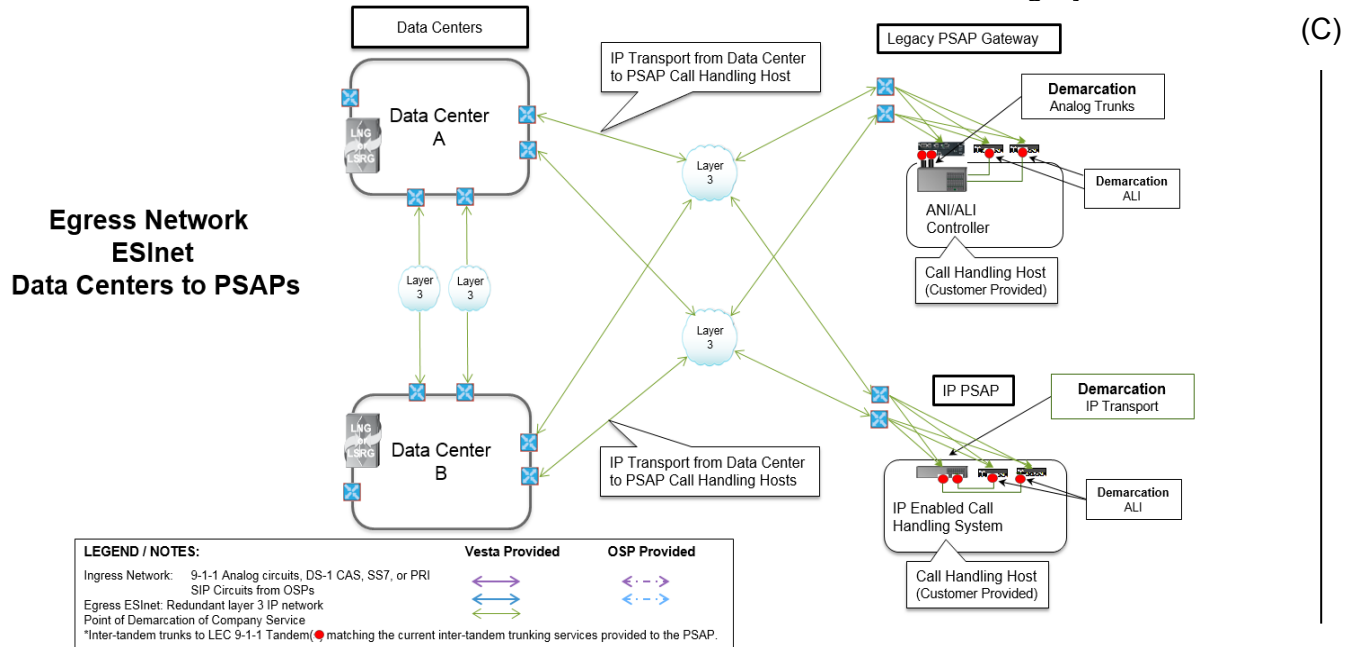 (C)
Data Centers
Legacy PSAP Gateway
IP Transport from Data Center
to PSAP Call Handling Host
Demarcation
Analog Trunks
LNG
or
LSRG
Data Center
A
Layer
3
Demarcation
ALI
ANI/ALI
Controller
Call Handling Host
(Customer Provided)
Egress Network
ESInet
Data Centers to PSAPs
Layer
3
Layer
3
Layer
3
IP PSAP
Demarcation
IP Transport
LNG
or
LSRG
Data Center
B
IP Transport from Data Center
to PSAP Call Handling Hosts
Demarcation
ALI
IP Enabled Call
Handling System
Call Handling Host
(Customer Provided)
LEGEND / NOTES: Vesta Provided OSP Provided
Ingress Network: 9-1-1 Analog circuits, DS-1 CAS, SS7, or PRI
SIP Circuits from OSPs
Egress ESInet: Redundant layer 3 IP network
Point of Demarcation of Company Service
*Inter-tandem trunks to LEC 9-1-1 Tandem( matching the current inter-tandem trunking services provided to the PSAP.